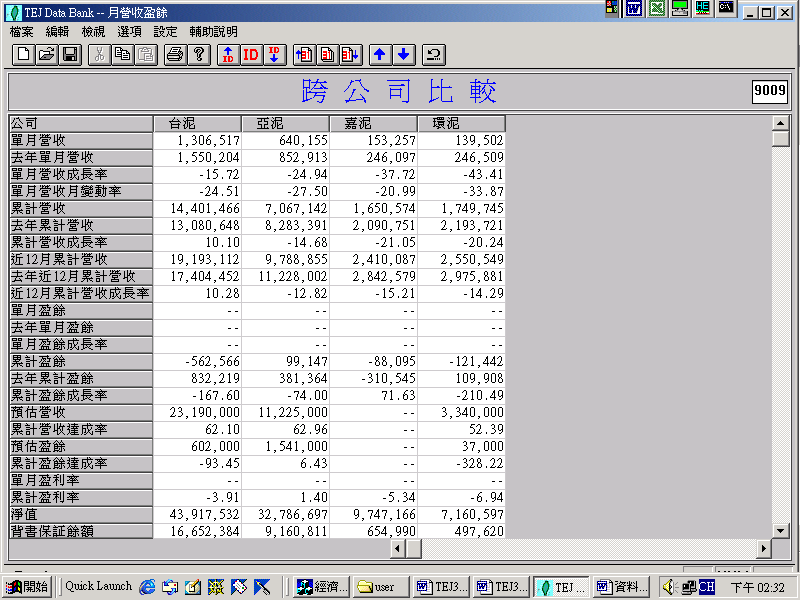 TEJ Data Bank -- 月營收盈餘
檔案 編輯 檢視 選項 設定 輔助說明
ID ID ID
跨公司比較 9009
公司 台泥 亞泥 嘉泥 環泥
單月營收 1,306,517 640,155 153,257 139,502
去年單月營收 1,550,204 852,913 246,097 246,509
單月營收成長率 -15.72 -24.94 -37.72 -43.41
單月營收月變動率 -24.51 -27.50 -20.99 -33.87
累計營收 14,401,466 7,067,142 1,650,574 1,749,745
去年累計營收 13,080,648 8,283,391 2,090,751 2,193,721
累計營收成長率 10.10 -14.68 -21.05 -20.24
近12月累計營收 19,193,112 9,788,855 2,410,087 2,550,549
去年近12月累計營收 17,404,452 11,228,002 2,842,579 2,975,881
近12月累計營收成長率 10.28 -12.82 -15.21 -14.29
單月盈餘 -- -- -- --
去年單月盈餘 -- -- -- --
單月盈餘成長率 -- -- -- --
累計盈餘 -562,566 99,147 -88,095 -121,442
去年累計盈餘 832,219 381,364 -310,545 109,908
累計盈餘成長率 -167.60 -74.00 71.63 -210.49
預估營收 23,190,000 11,225,000 -- 3,340,000
累計營收達成率 62.10 62.96 -- 52.39
預估盈餘 602,000 1,541,000 -- 37,000
累計盈餘達成率 -93.45 6.43 -- -328.22
單月盈利率 -- -- -- --
累計盈利率 -3.91 1.40 -5.34 -6.94
淨值 43,917,532 32,786,697 9,747,166 7,160,597
背書保証餘額 16,652,384 9,160,811 654,990 497,620
開始 Quick Launch 經濟... user TEJ3... TEJ3... TEJ ... 資料... CH 下午 02:32